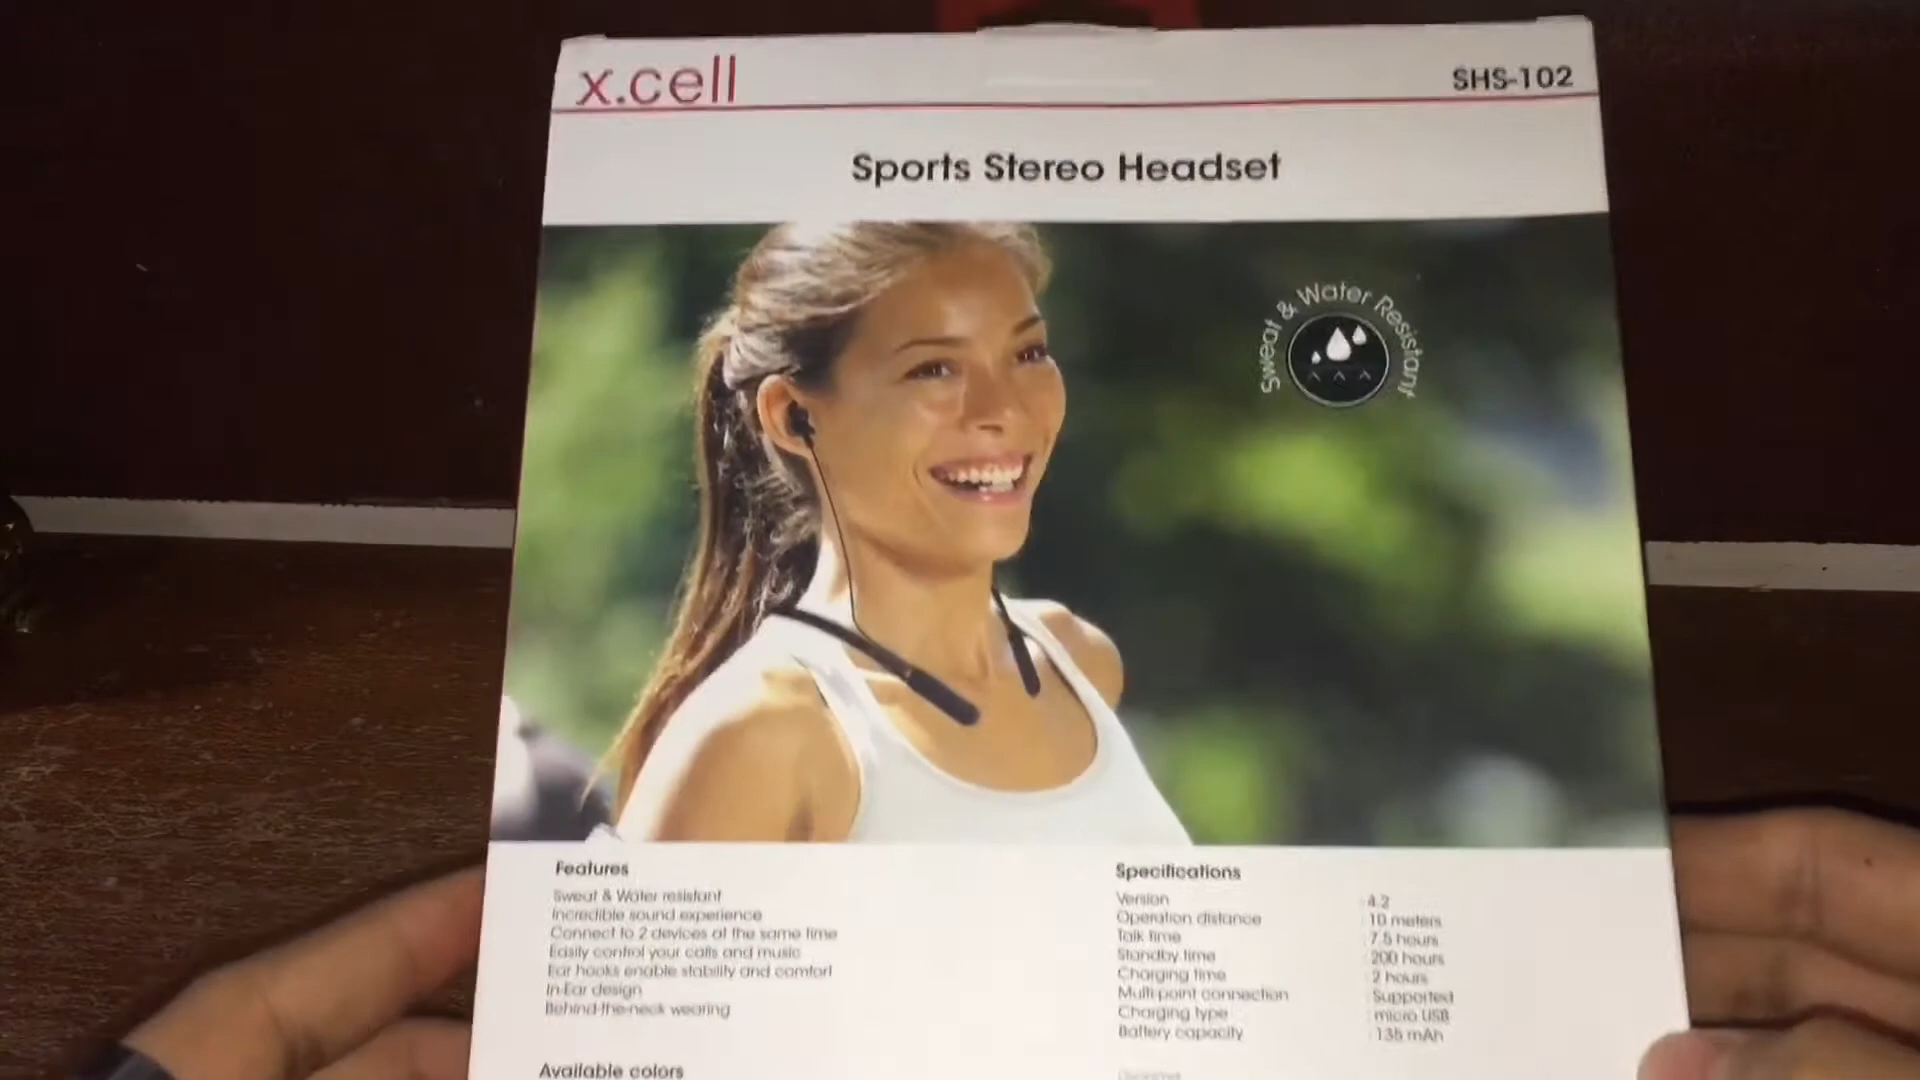 x.cell
SHS-102
Sports Stereo Headset
Sweat & Water Resistant
Features
Sweat & Water resistant
Incredible sound experience
Connect to 2 devices at the same time
Easily control your calls and music
Ear hooks enable stability and comfort
In-Ear design
Behind-the-neck wearing
Available colors
Specifications
Version : 4.2
Operation distance : 10 meters
Talk time : 7.5 hours
Standby time : 200 hours
Charging time : 2 hours
Multi-point connection : Supported
Charging type : micro USB
Battery capacity : 135 mAh